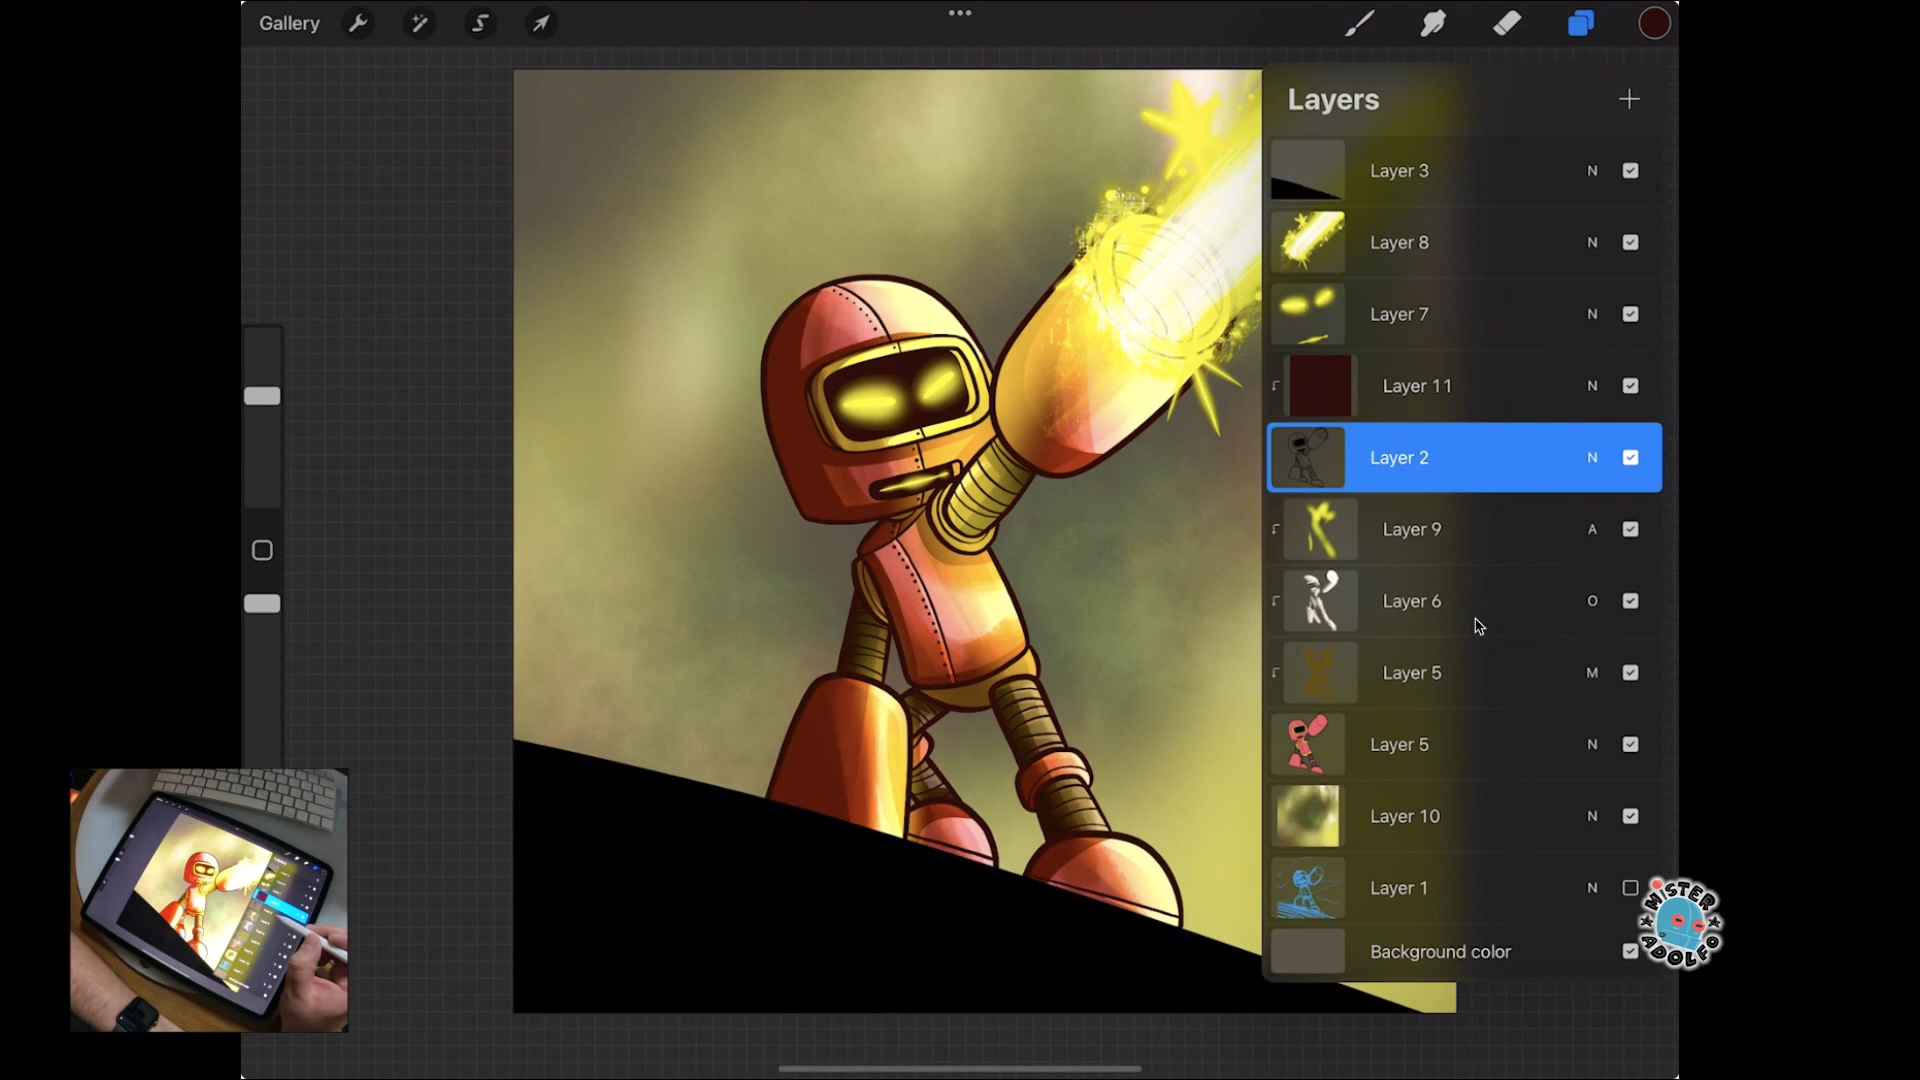 Gallery
Layers
Layer 3 N
Layer 8 N
Layer 7 N
Layer 11 N
Layer 2 N
Layer 9 A
Layer 6 O
Layer 5 M
Layer 5 N
Layer 10 N
Layer 1 N
Background color
MiSTER
ADOLFO